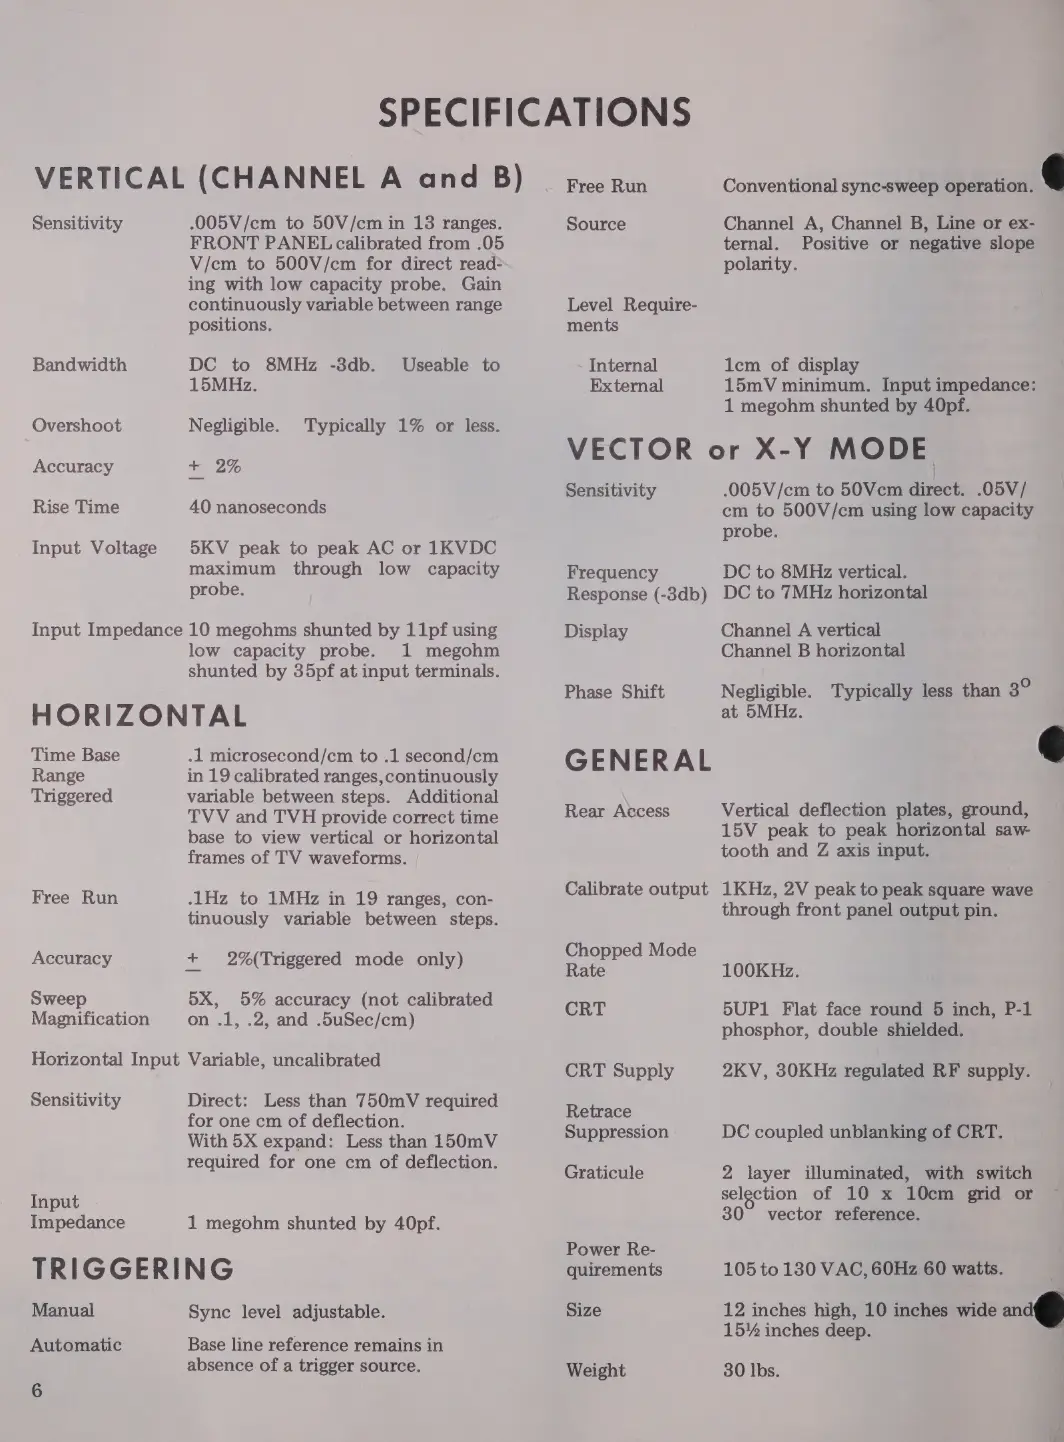 SPECIFICATIONS
VERTICAL (CHANNEL A and B)
Sensitivity .005V/cm to 50V/cm in 13 ranges.
FRONT PANEL calibrated from .05
V/cm to 500V/cm for direct read-
ing with low capacity probe. Gain
continuously variable between range
positions.
Bandwidth DC to 8MHz -3db. Useable to
15MHz.
Overshoot Negligible. Typically 1% or less.
Accuracy ± 2%
Rise Time 40 nanoseconds
Input Voltage 5KV peak to peak AC or 1KVDC
maximum through low capacity
probe.
Input Impedance 10 megohms shunted by 11pf using
low capacity probe. 1 megohm
shunted by 35pf at input terminals.
HORIZONTAL
Time Base .1 microsecond/cm to .1 second/cm
Range in 19 calibrated ranges, continuously
Triggered variable between steps. Additional
TVV and TVH provide correct time
base to view vertical or horizontal
frames of TV waveforms.
Free Run .1Hz to 1MHz in 19 ranges, con-
tinuously variable between steps.
Accuracy ± 2%(Triggered mode only)
Sweep 5X, 5% accuracy (not calibrated
Magnification on .1, .2, and .5uSec/cm)
Horizontal Input Variable, uncalibrated
Sensitivity Direct: Less than 750mV required
for one cm of deflection.
With 5X expand: Less than 150mV
required for one cm of deflection.
Input
Impedance 1 megohm shunted by 40pf.
TRIGGERING
Manual Sync level adjustable.
Automatic Base line reference remains in
absence of a trigger source.
6
Free Run Conventional sync-sweep operation.
Source Channel A, Channel B, Line or ex-
ternal. Positive or negative slope
polarity.
Level Require-
ments
Internal 1cm of display
External 15mV minimum. Input impedance:
1 megohm shunted by 40pf.
VECTOR or X-Y MODE
Sensitivity .005V/cm to 50Vcm direct. .05V/
cm to 500V/cm using low capacity
probe.
Frequency DC to 8MHz vertical.
Response (-3db) DC to 7MHz horizontal
Display Channel A vertical
Channel B horizontal
Phase Shift Negligible. Typically less than 3°
at 5MHz.
GENERAL
Rear Access Vertical deflection plates, ground,
15V peak to peak horizontal saw-
tooth and Z axis input.
Calibrate output 1KHz, 2V peak to peak square wave
through front panel output pin.
Chopped Mode
Rate 100KHz.
CRT 5UP1 Flat face round 5 inch, P-1
phosphor, double shielded.
CRT Supply 2KV, 30KHz regulated RF supply.
Retrace
Suppression DC coupled unblanking of CRT.
Graticule 2 layer illuminated, with switch
selection of 10 x 10cm grid or
30° vector reference.
Power Re-
quirements 105 to 130 VAC, 60Hz 60 watts.
Size 12 inches high, 10 inches wide and
15½ inches deep.
Weight 30 lbs.